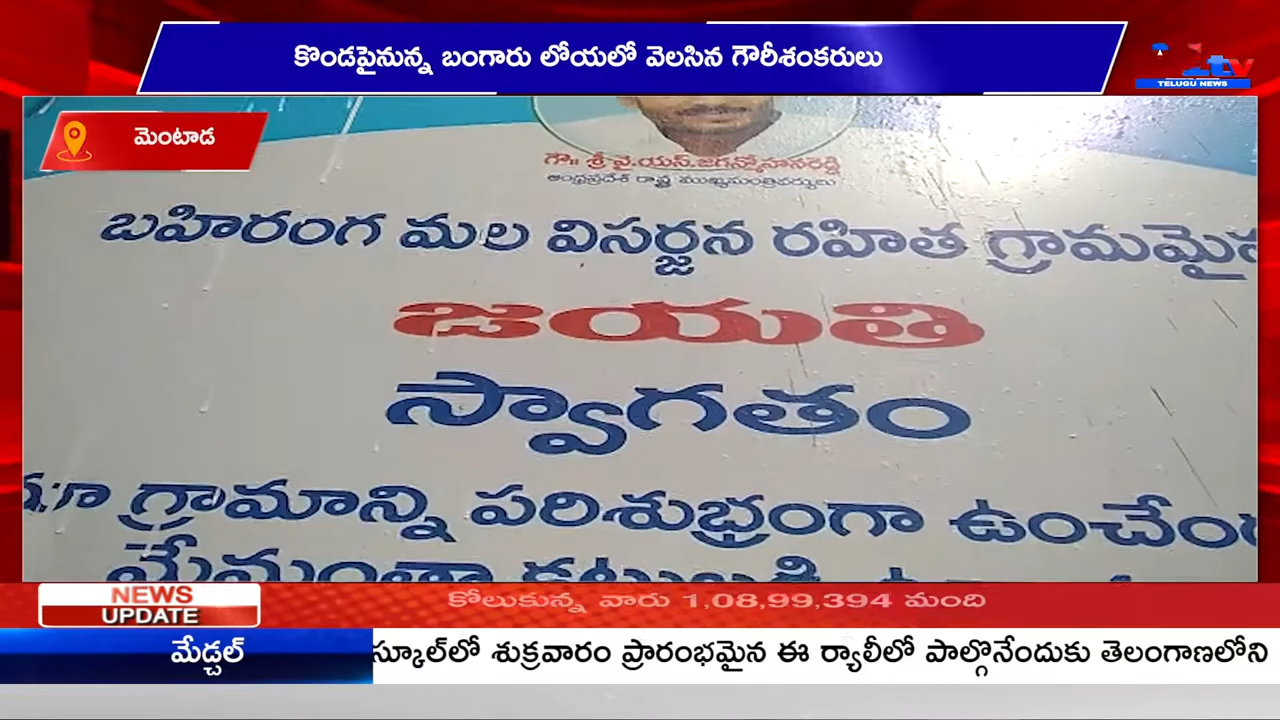 కొండపైనున్న బంగారు లోయలో వెలసిన గౌరీశంకరులు
tv
TELUGU NEWS
మెంటాడ
గౌ॥ శ్రీ వై.యస్.జగన్మోహనరెడ్డి
ఆంధ్రప్రదేశ్ రాష్ట్ర ముఖ్యమంత్రివర్యులు
బహిరంగ మల విసర్జన రహిత గ్రామమైన
జయతి
స్వాగతం
గ్రామాన్ని పరిశుభ్రంగా
మేమంతా
NEWS
UPDATE
కోలుకున్న వారు 1,08,99,394 మంది
మేడ్చల్
స్కూల్‌లో శుక్రవారం ప్రారంభమైన ఈ ర్యాలీలో పాల్గొనేందుకు తెలంగాణలోని